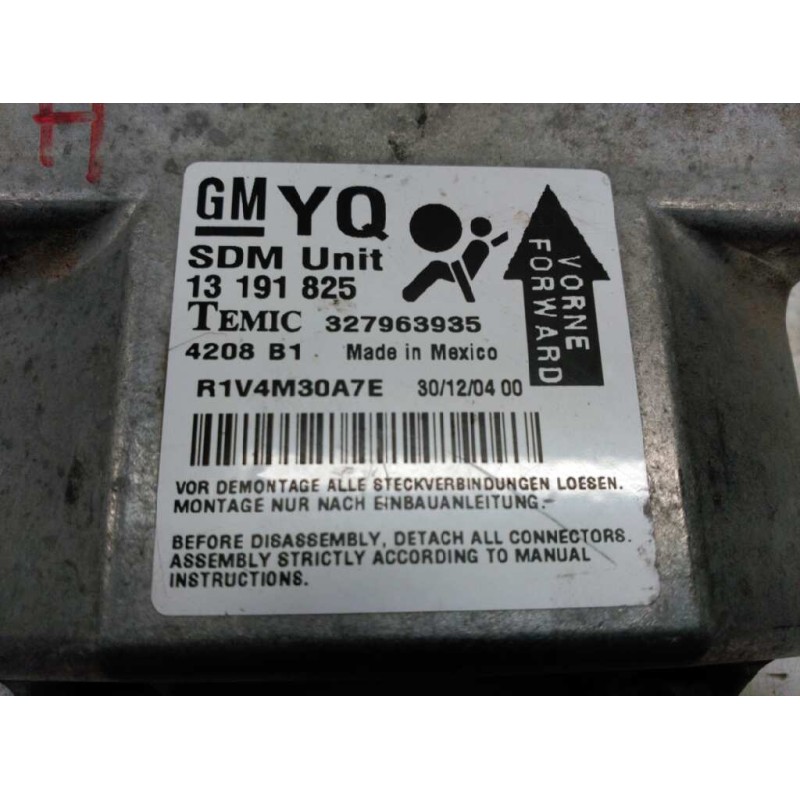 H
GM YQ
SDM Unit
13 191 825
TEMIC 327963935
4208 B1 Made in Mexico
R1V4M30A7E 30/12/04 00
VORNE
FORWARD
VOR DEMONTAGE ALLE STECKVERBINDUNGEN LOESEN.
MONTAGE NUR NACH EINBAUANLEITUNG.
BEFORE DISASSEMBLY, DETACH ALL CONNECTORS.
ASSEMBLY STRICTLY ACCORDING TO MANUAL
INSTRUCTIONS.